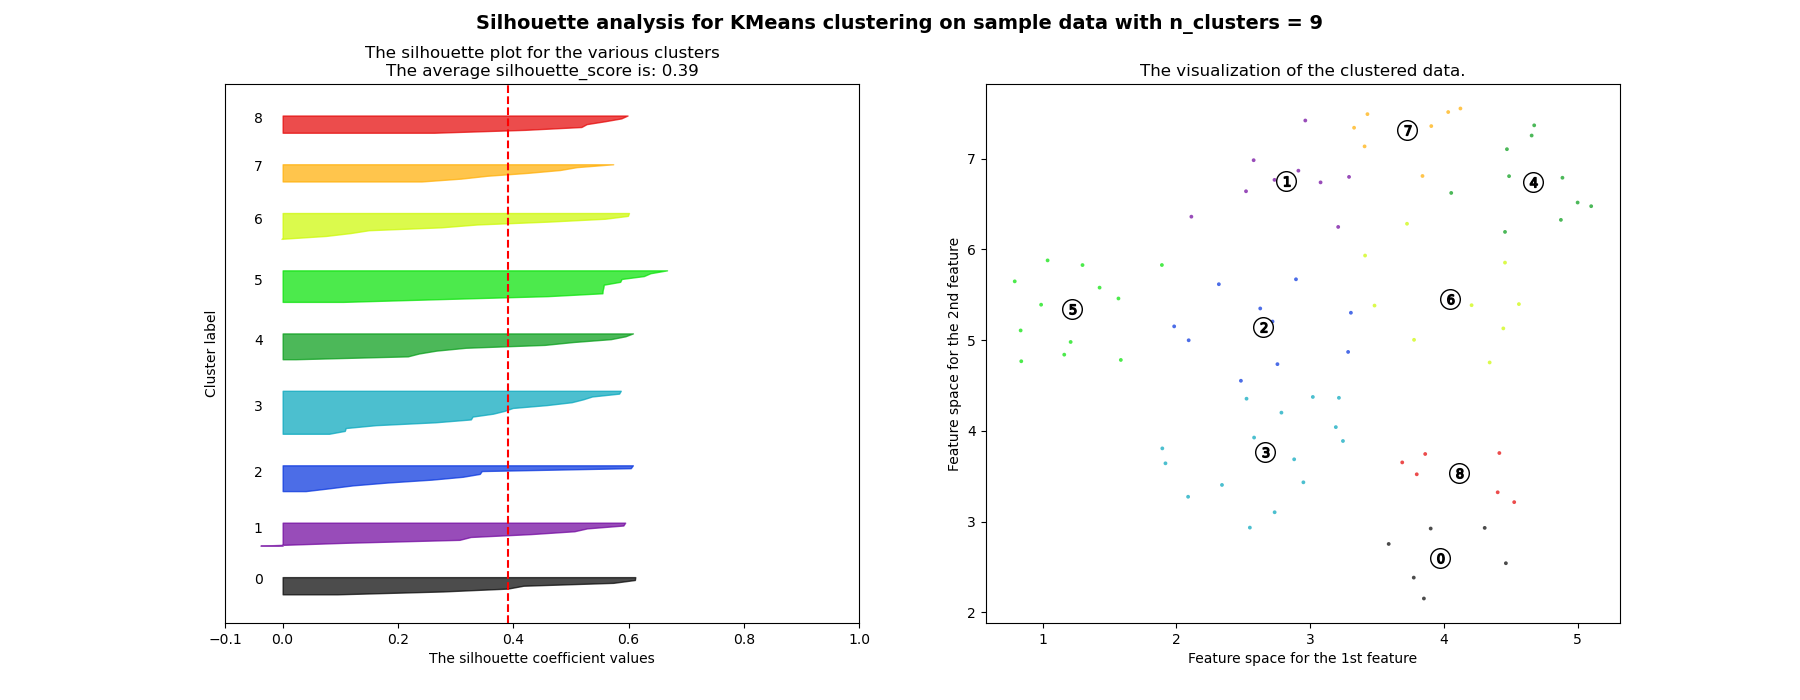 Silhouette analysis for KMeans clustering on sample data with n_clusters = 9
The silhouette plot for the various clusters
The average silhouette_score is: 0.39
8
7
6
5
4
3
2
1
0
Cluster label
−0.1 0.0 0.2 0.4 0.6 0.8 1.0
The silhouette coefficient values
The visualization of the clustered data.
7
6
5
4
3
2
Feature space for the 2nd feature
7
1
4
6
5
2
3
8
0
1 2 3 4 5
Feature space for the 1st feature